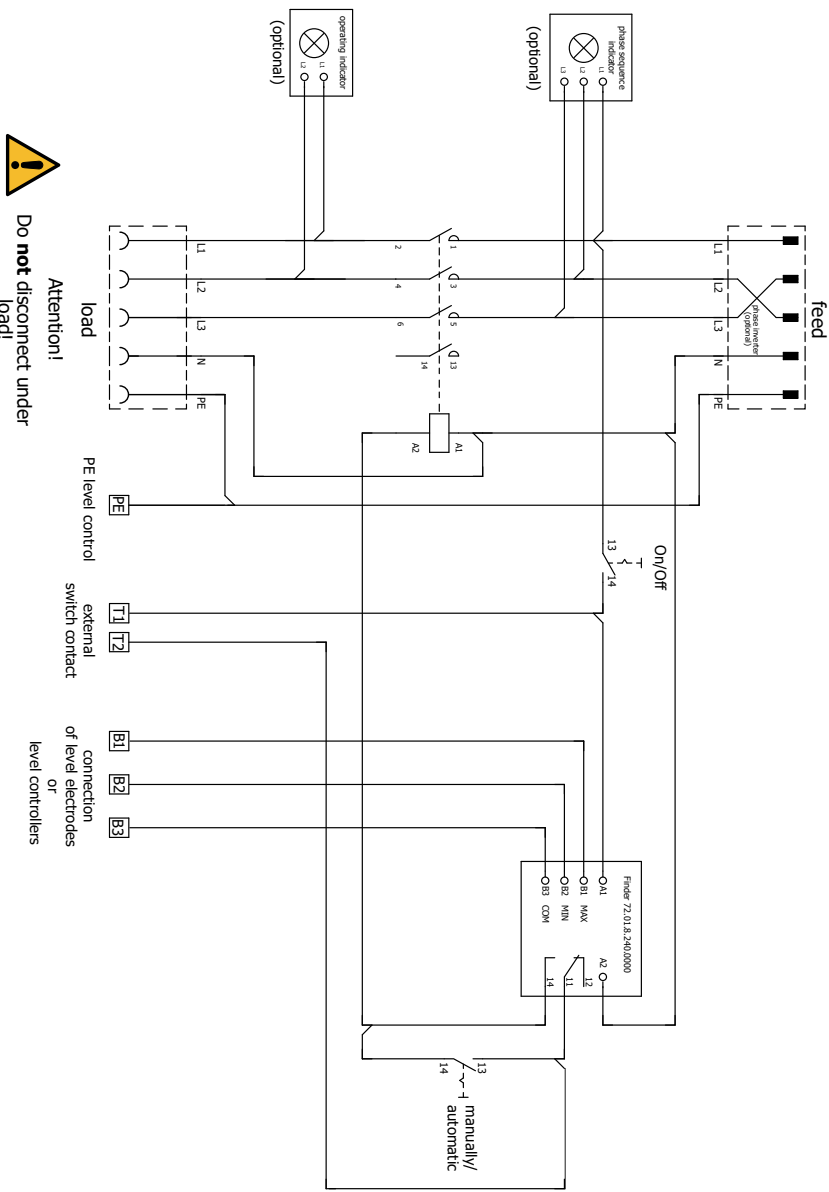 feed
phase inverter
(optional)
L1
L2
L3
N
PE
phase sequence
indicator
L1
L2
L3
(optional)
operating indicator
L1
L2
(optional)
1
3
5
13
2
4
6
14
A1
A2
L1
L2
L3
N
PE
load
Attention!
Do not disconnect under
load!
On/Off
13
14
Finder 72.01.8.240.0000
A1
A2
B1 MAX
B2 MIN
B3 COM
12
11
14
13
14
manually/
automatic
PE
T1
T2
B1
B2
B3
PE level control
external
switch contact
connection
of level electrodes
or
level controllers